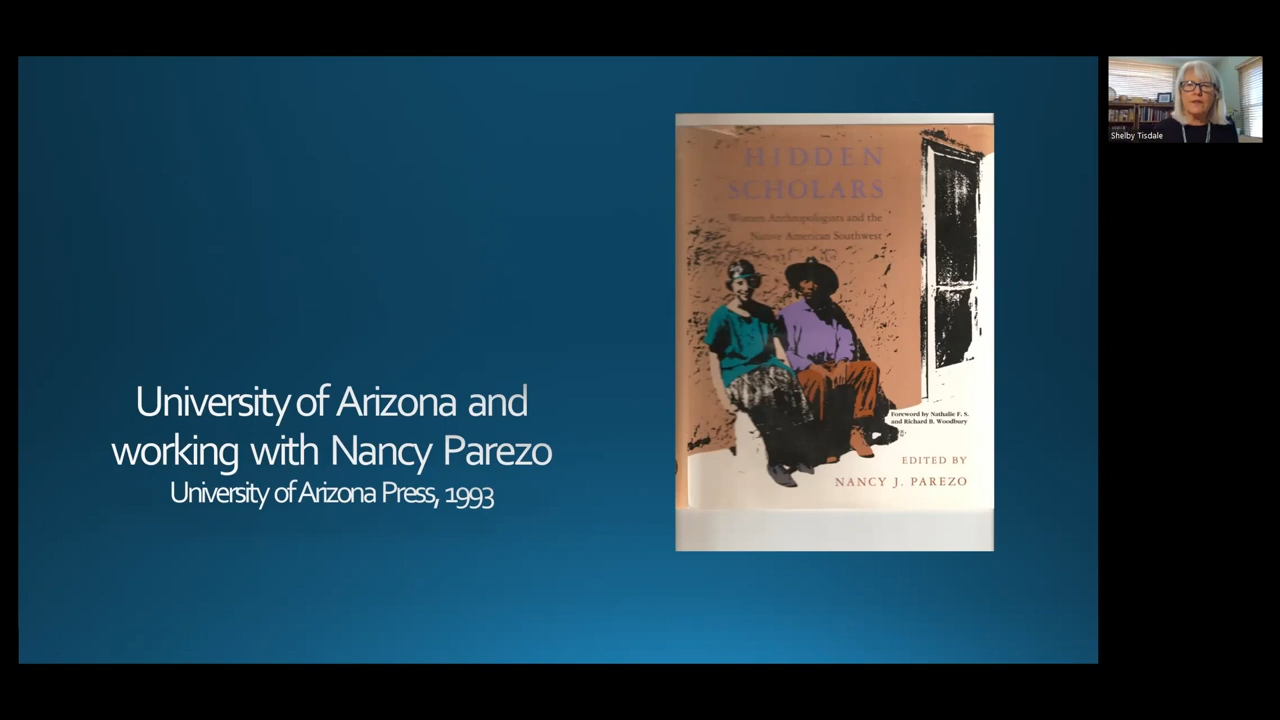 University of Arizona and
working with Nancy Parezo
University of Arizona Press, 1993
HIDDEN
SCHOLARS
Women Anthropologists and the
Native American Southwest
Foreword by Nathalie F. S.
and Richard B. Woodbury
EDITED BY
NANCY J. PAREZO
Shelby Tisdale